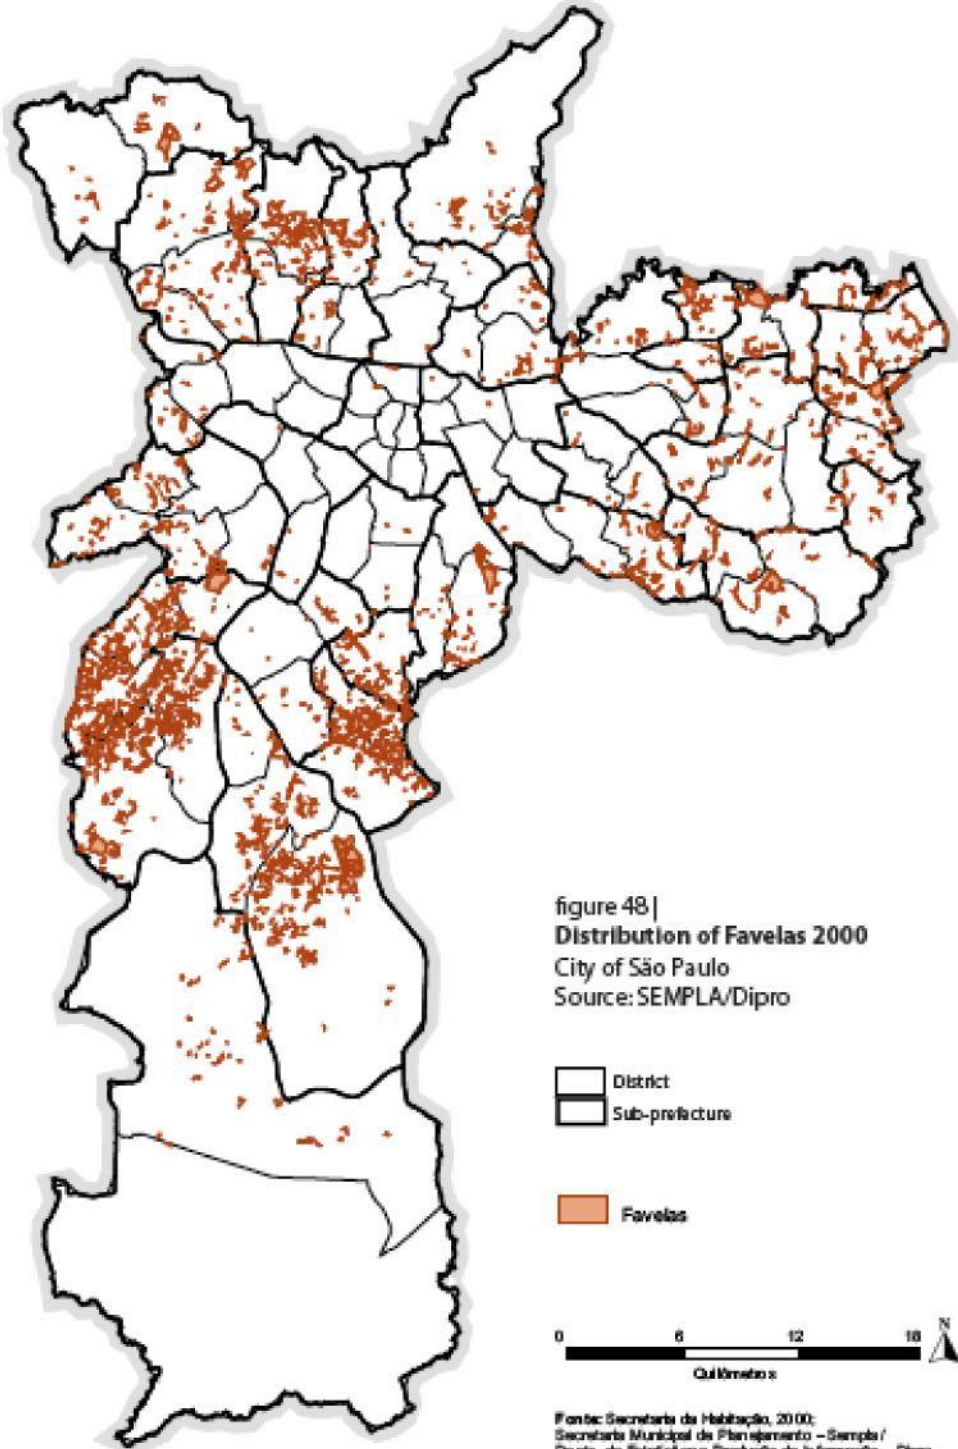 figure 48|
Distribution of Favelas 2000
City of São Paulo
Source: SEMPLA/Dipro
District
Sub-prefecture
Favelas
0 6 12 18
N
Quilômetros
Fonte: Secretaria da Habitação, 2000;
Secretaria Municipal de Planejamento – Sempla/